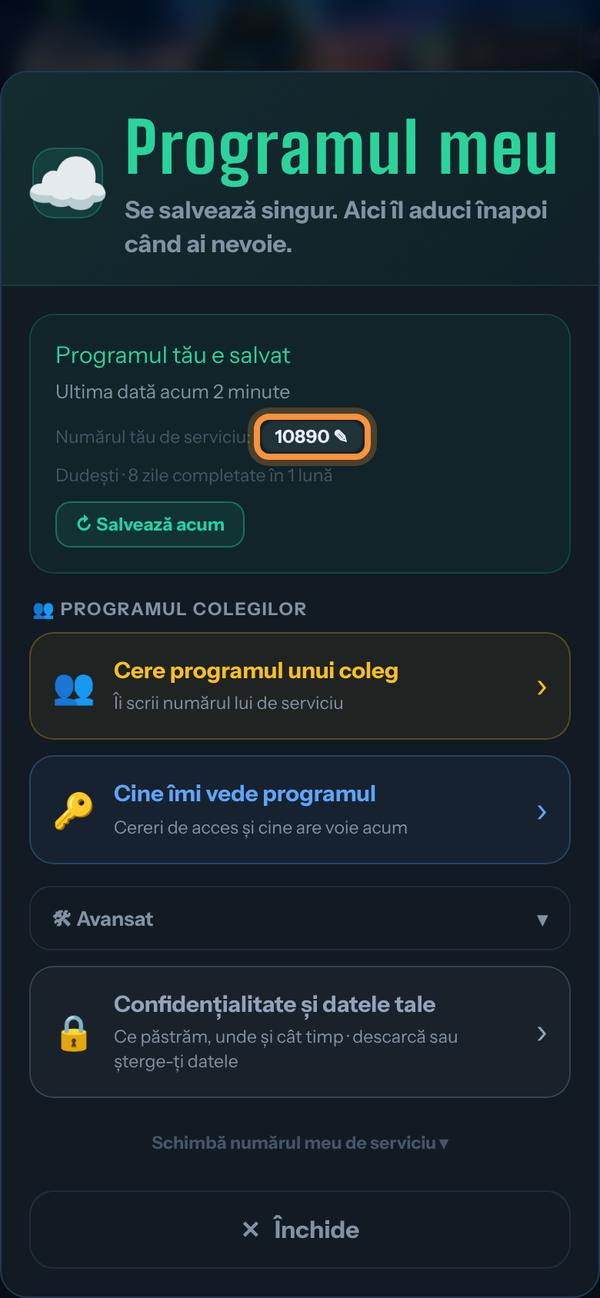 Programul meu
Se salvează singur. Aici îl aduci înapoi
când ai nevoie.
Programul tău e salvat
Ultima dată acum 2 minute
Numărul tău de serviciu: 10890 ✎
Dudești · 8 zile completate în 1 lună
↻ Salvează acum
👥 PROGRAMUL COLEGILOR
Cere programul unui coleg
Îi scrii numărul lui de serviciu
Cine îmi vede programul
Cereri de acces și cine are voie acum
🛠 Avansat ▼
Confidențialitate și datele tale
Ce păstrăm, unde și cât timp · descarcă sau
șterge-ți datele
Schimbă numărul meu de serviciu ▾
✕ Închide